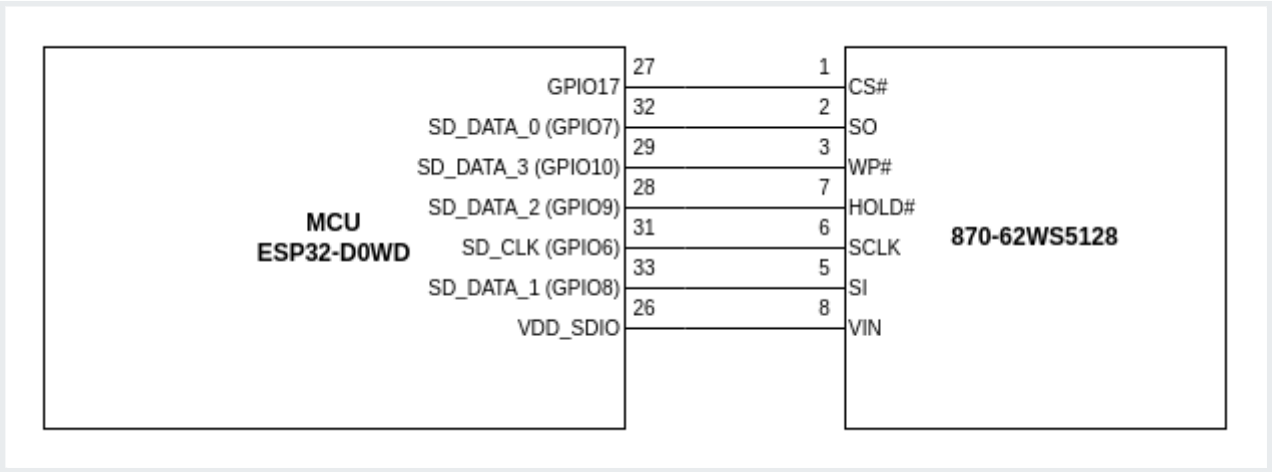 27 1
GPIO17 CS#
32 2
SD_DATA_0 (GPIO7) SO
29 3
SD_DATA_3 (GPIO10) WP#
28 7
SD_DATA_2 (GPIO9) HOLD#
MCU
ESP32-D0WD
31 6
SD_CLK (GPIO6) SCLK
33 5
SD_DATA_1 (GPIO8) SI
26 8
VDD_SDIO VIN
870-62WS5128